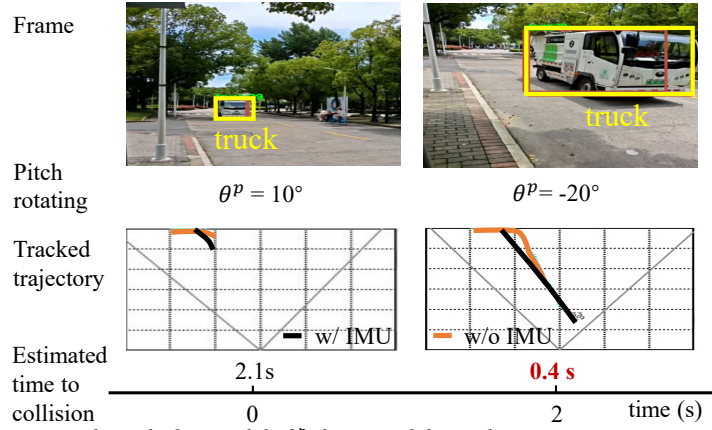 Frame
truck
truck
Pitch
rotating
θᵖ = 10°
θᵖ= -20°
Tracked
trajectory
w/ IMU
w/o IMU
Estimated
time to
collision
2.1s
0.4 s
0
2
time (s)